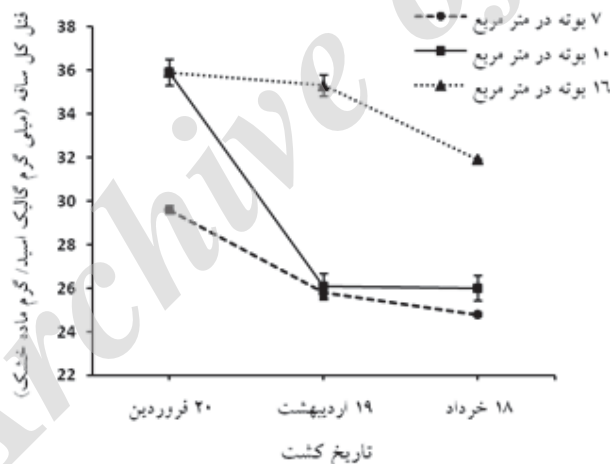 ۷ بوته در متر مربع
۱۰ بوته در متر مربع
۱۶ بوته در متر مربع
فنل کل ساقه (میلی گرم گالیک اسید/ گرم ماده خشک)
38
36
34
32
30
28
26
24
22
۲۰ فروردین
۱۹ اردیبهشت
۱۸ خرداد
تاریخ کشت
Archive of